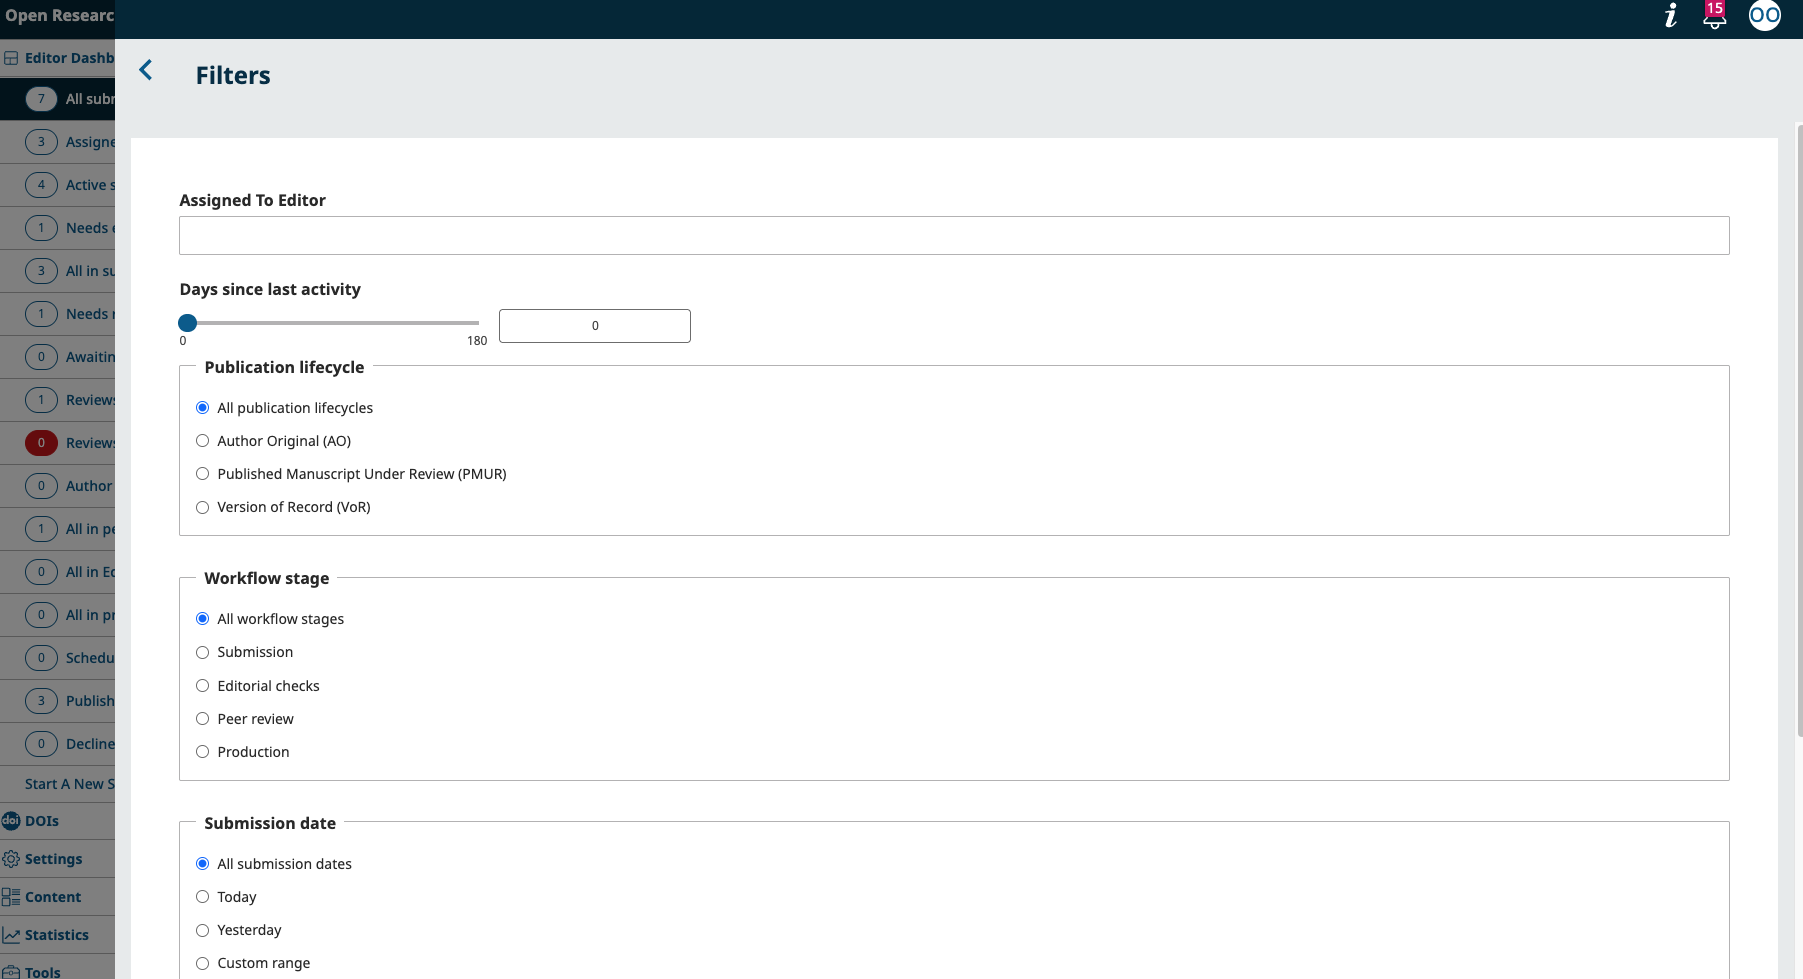 Open Researc
15
OO
Editor Dashb
Filters
7 All subr
3 Assigne
4 Active s
1 Needs e
3 All in su
1 Needs r
0 Awaitin
1 Reviews
0 Reviews
0 Author
1 All in pe
0 All in Ec
0 All in pr
0 Schedu
3 Publish
0 Decline
Start A New S
doi DOIs
Settings
Content
Statistics
Tools
Assigned To Editor
Days since last activity
0
0 180
Publication lifecycle
All publication lifecycles
Author Original (AO)
Published Manuscript Under Review (PMUR)
Version of Record (VoR)
Workflow stage
All workflow stages
Submission
Editorial checks
Peer review
Production
Submission date
All submission dates
Today
Yesterday
Custom range